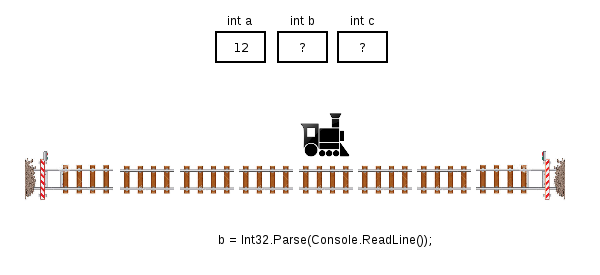 int a int b int c
12 ? ?
b = Int32.Parse(Console.ReadLine());